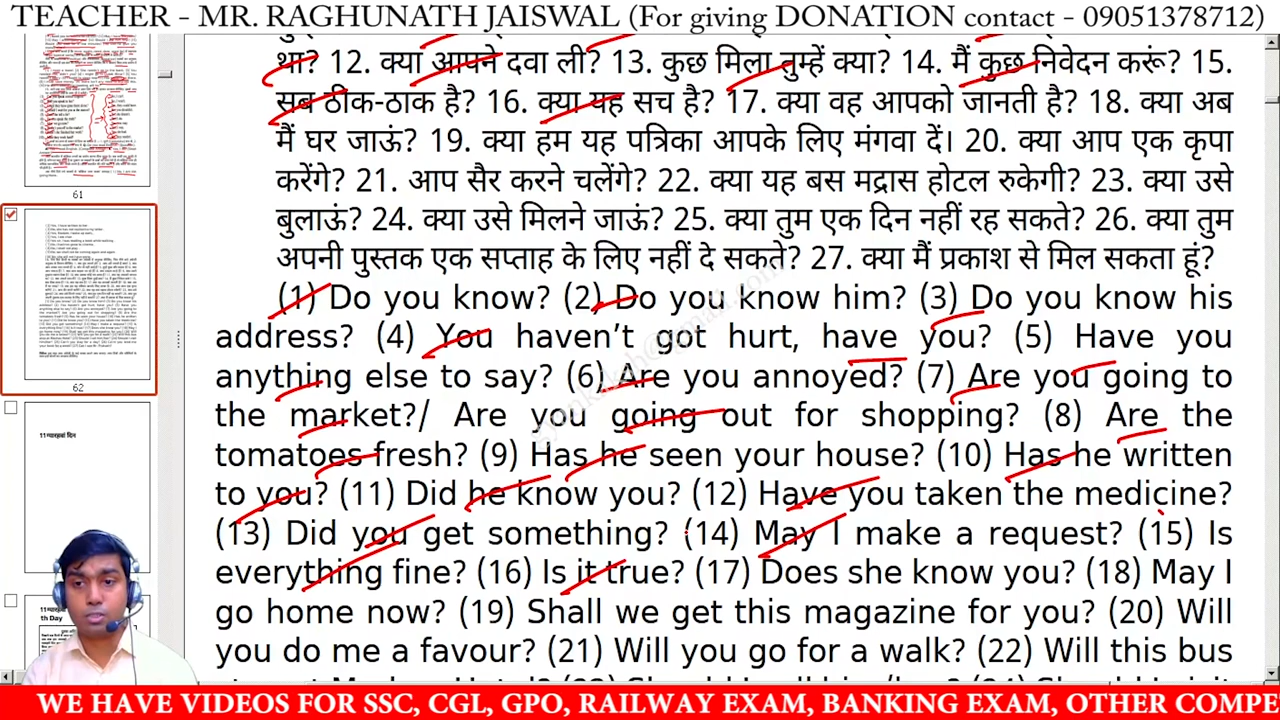 TEACHER - MR. RAGHUNATH JAISWAL (For giving DONATION contact - 09051378712)
था? 12. क्या आपने दवा ली? 13. कुछ मिला तुम्हें क्या? 14. मैं कुछ निवेदन करूं? 15.
सब ठीक-ठाक है? 16. क्या यह सच है? 17. क्या वह आपको जानती है? 18. क्या अब
मैं घर जाऊं? 19. क्या हम यह पत्रिका आपके लिए मंगवा दें। 20. क्या आप एक कृपा
करेंगे? 21. आप सैर करने चलेंगे? 22. क्या यह बस मद्रास होटल रुकेगी? 23. क्या उसे
बुलाऊं? 24. क्या उसे मिलने जाऊं? 25. क्या तुम एक दिन नहीं रह सकते? 26. क्या तुम
अपनी पुस्तक एक सप्ताह के लिए नहीं दे सकते? 27. क्या मैं प्रकाश से मिल सकता हूं?
(1) Do you know? (2) Do you know him? (3) Do you know his
address? (4) You haven’t got hurt, have you? (5) Have you
anything else to say? (6) Are you annoyed? (7) Are you going to
the market?/ Are you going out for shopping? (8) Are the
tomatoes fresh? (9) Has he seen your house? (10) Has he written
to you? (11) Did he know you? (12) Have you taken the medicine?
(13) Did you get something? (14) May I make a request? (15) Is
everything fine? (16) Is it true? (17) Does she know you? (18) May I
go home now? (19) Shall we get this magazine for you? (20) Will
you do me a favour? (21) Will you go for a walk? (22) Will this bus
61
62
11ग्यारहवां दिन
th Day
WE HAVE VIDEOS FOR SSC, CGL, GPO, RAILWAY EXAM, BANKING EXAM, OTHER COMPE